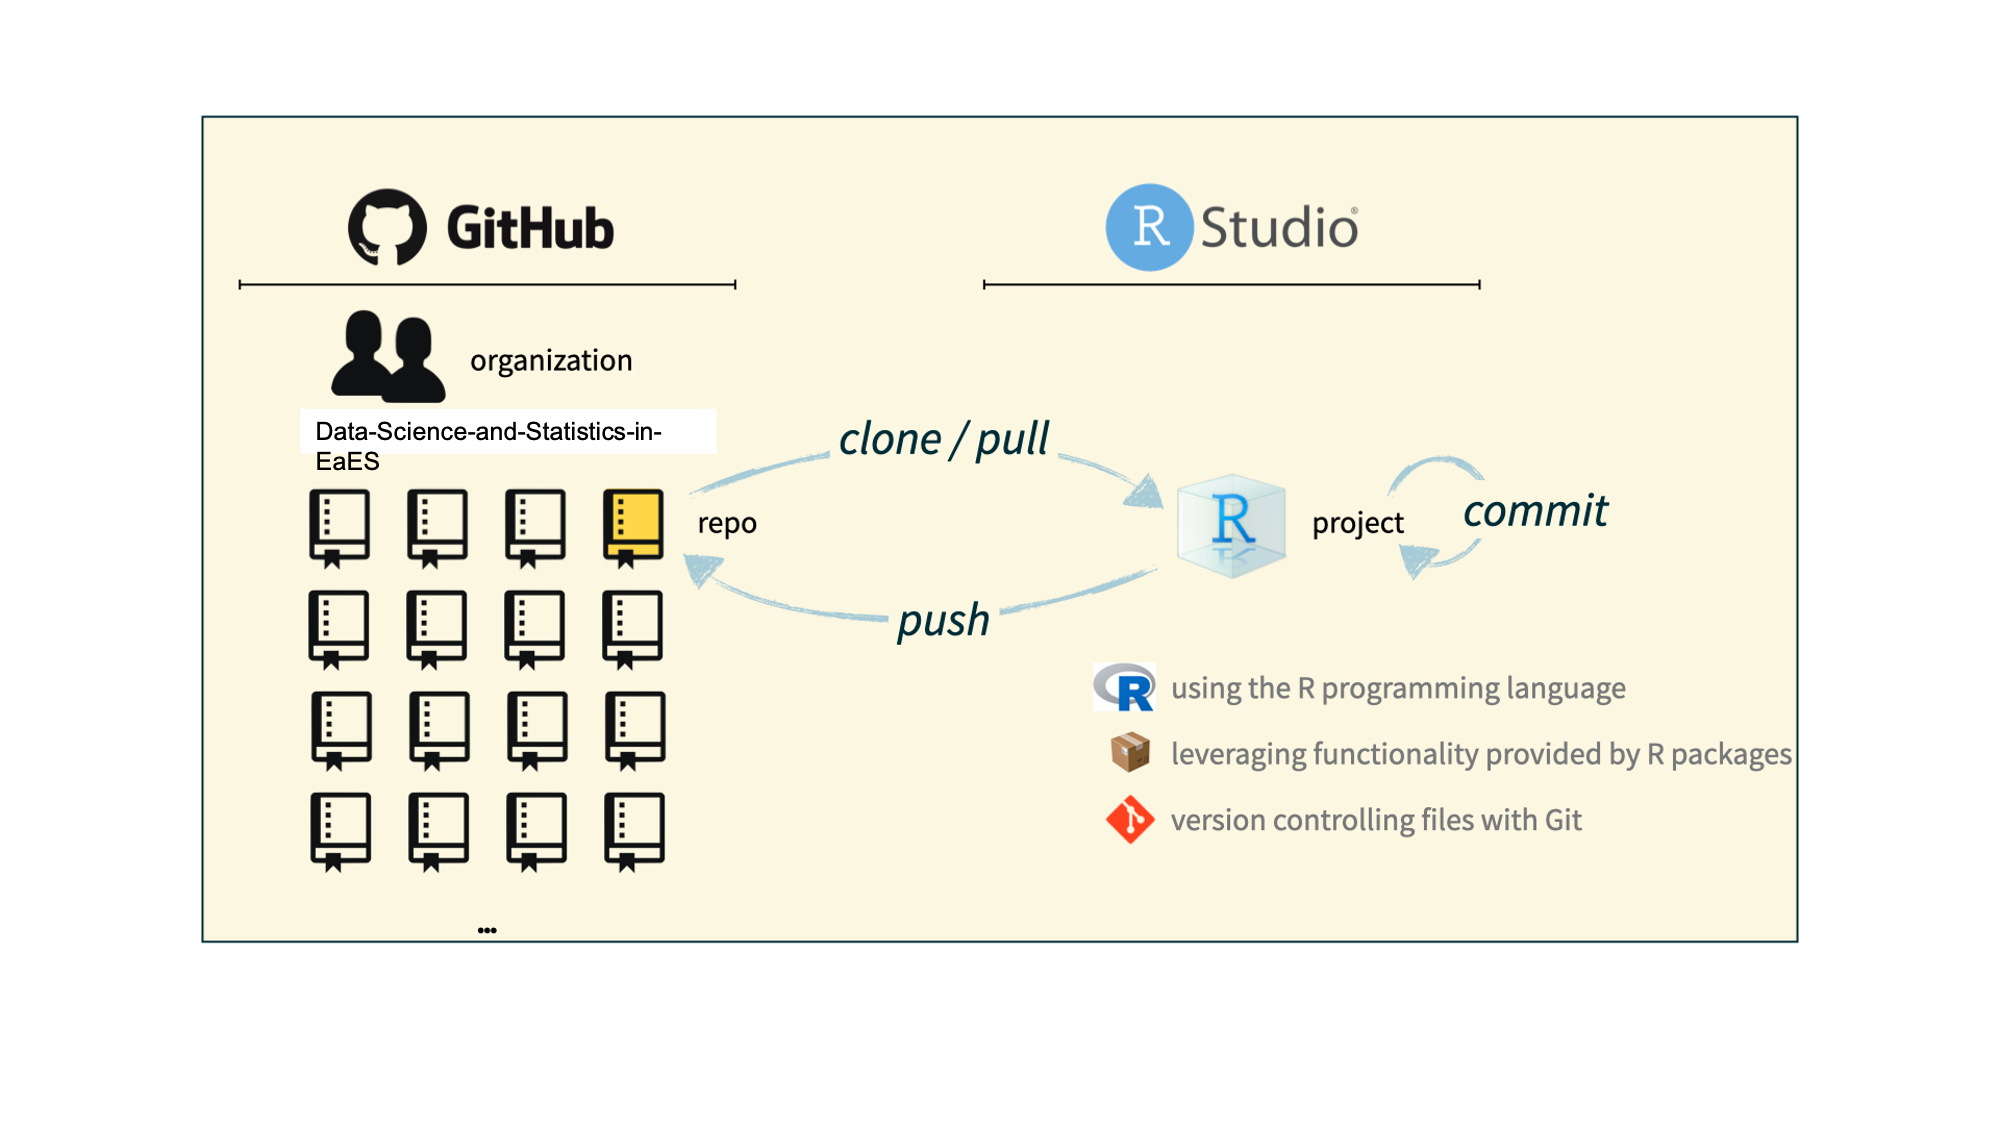 GitHub
R Studio®
organization
Data-Science-and-Statistics-in-
EaES
clone / pull
repo
R
project
commit
push
R using the R programming language
leveraging functionality provided by R packages
version controlling files with Git
...